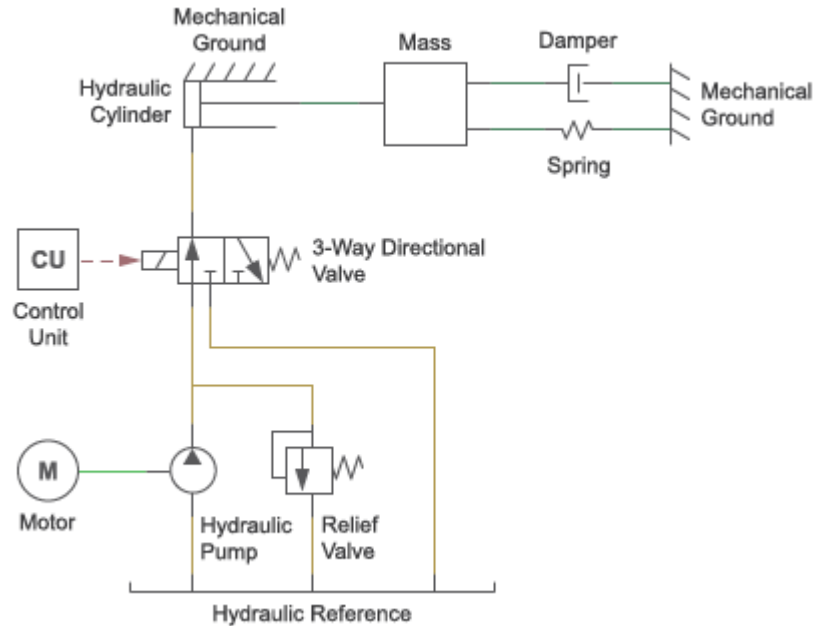 Mechanical
Ground
Mass
Damper
Hydraulic
Cylinder
Mechanical
Ground
Spring
CU
3-Way Directional
Valve
Control
Unit
M
Motor
Hydraulic
Pump
Relief
Valve
Hydraulic Reference